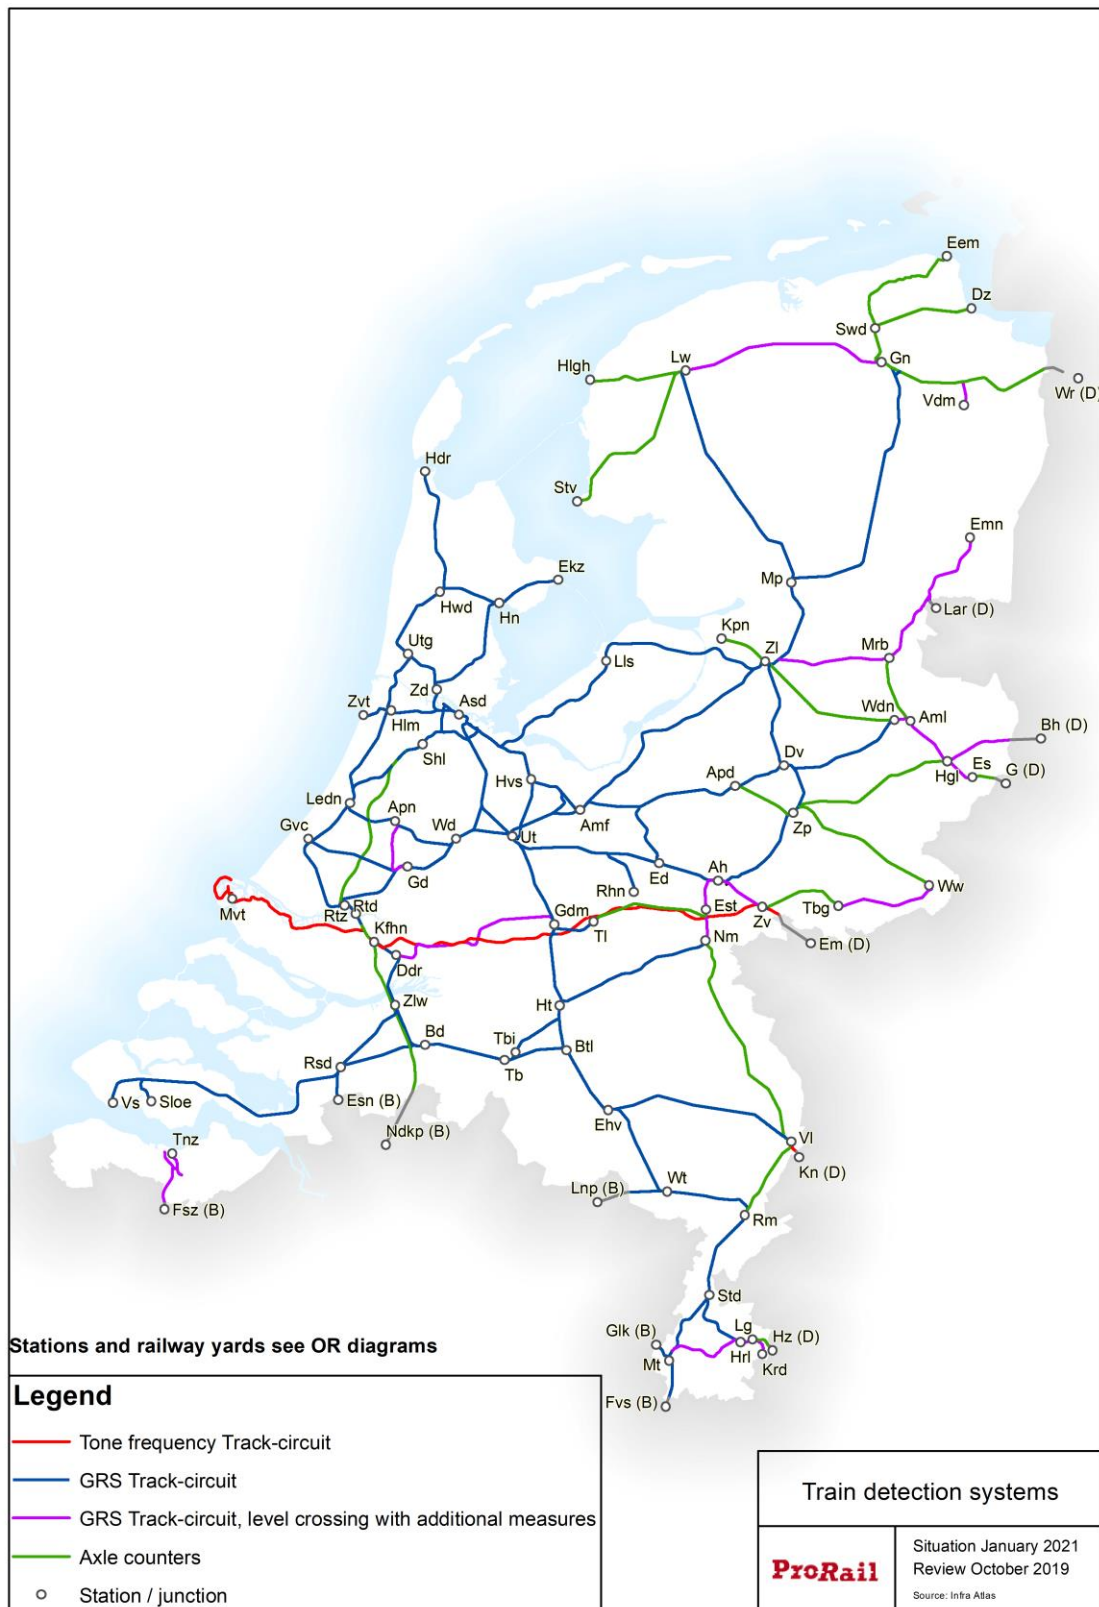 Eem
Dz
Swd
Gn
Lw
Hlgh
Wr (D)
Vdm
Hdr
Stv
Emn
Ekz
Mp
Hwd
Hn
Lar (D)
Kpn
Utg
Zl
Mrb
Lls
Zd
Zvt
Asd
Wdn
Aml
Hlm
Bh (D)
Shl
Dv
Es
Hvs
Apd
Hgl
G (D)
Ledn
Apn
Amf
Zp
Gvc
Wd
Ut
Gd
Ed
Ah
Rhn
Ww
Mvt
Rtd
Rtz
Est
Tbg
Gdm
Zv
Kfhn
Tl
Nm
Em (D)
Ddr
Zlw
Ht
Bd
Tbi
Btl
Rsd
Tb
Vs
Sloe
Esn (B)
Ehv
Ndkp (B)
Tnz
Vl
Kn (D)
Lnp (B)
Wt
Fsz (B)
Rm
Std
Glk (B)
Lg
Hz (D)
Mt
Hrl
Krd
Fvs (B)
Stations and railway yards see OR diagrams
Legend
Tone frequency Track-circuit
GRS Track-circuit
GRS Track-circuit, level crossing with additional measures
Axle counters
Station / junction
Train detection systems
ProRail
Situation January 2021
Review October 2019
Source: Infra Atlas